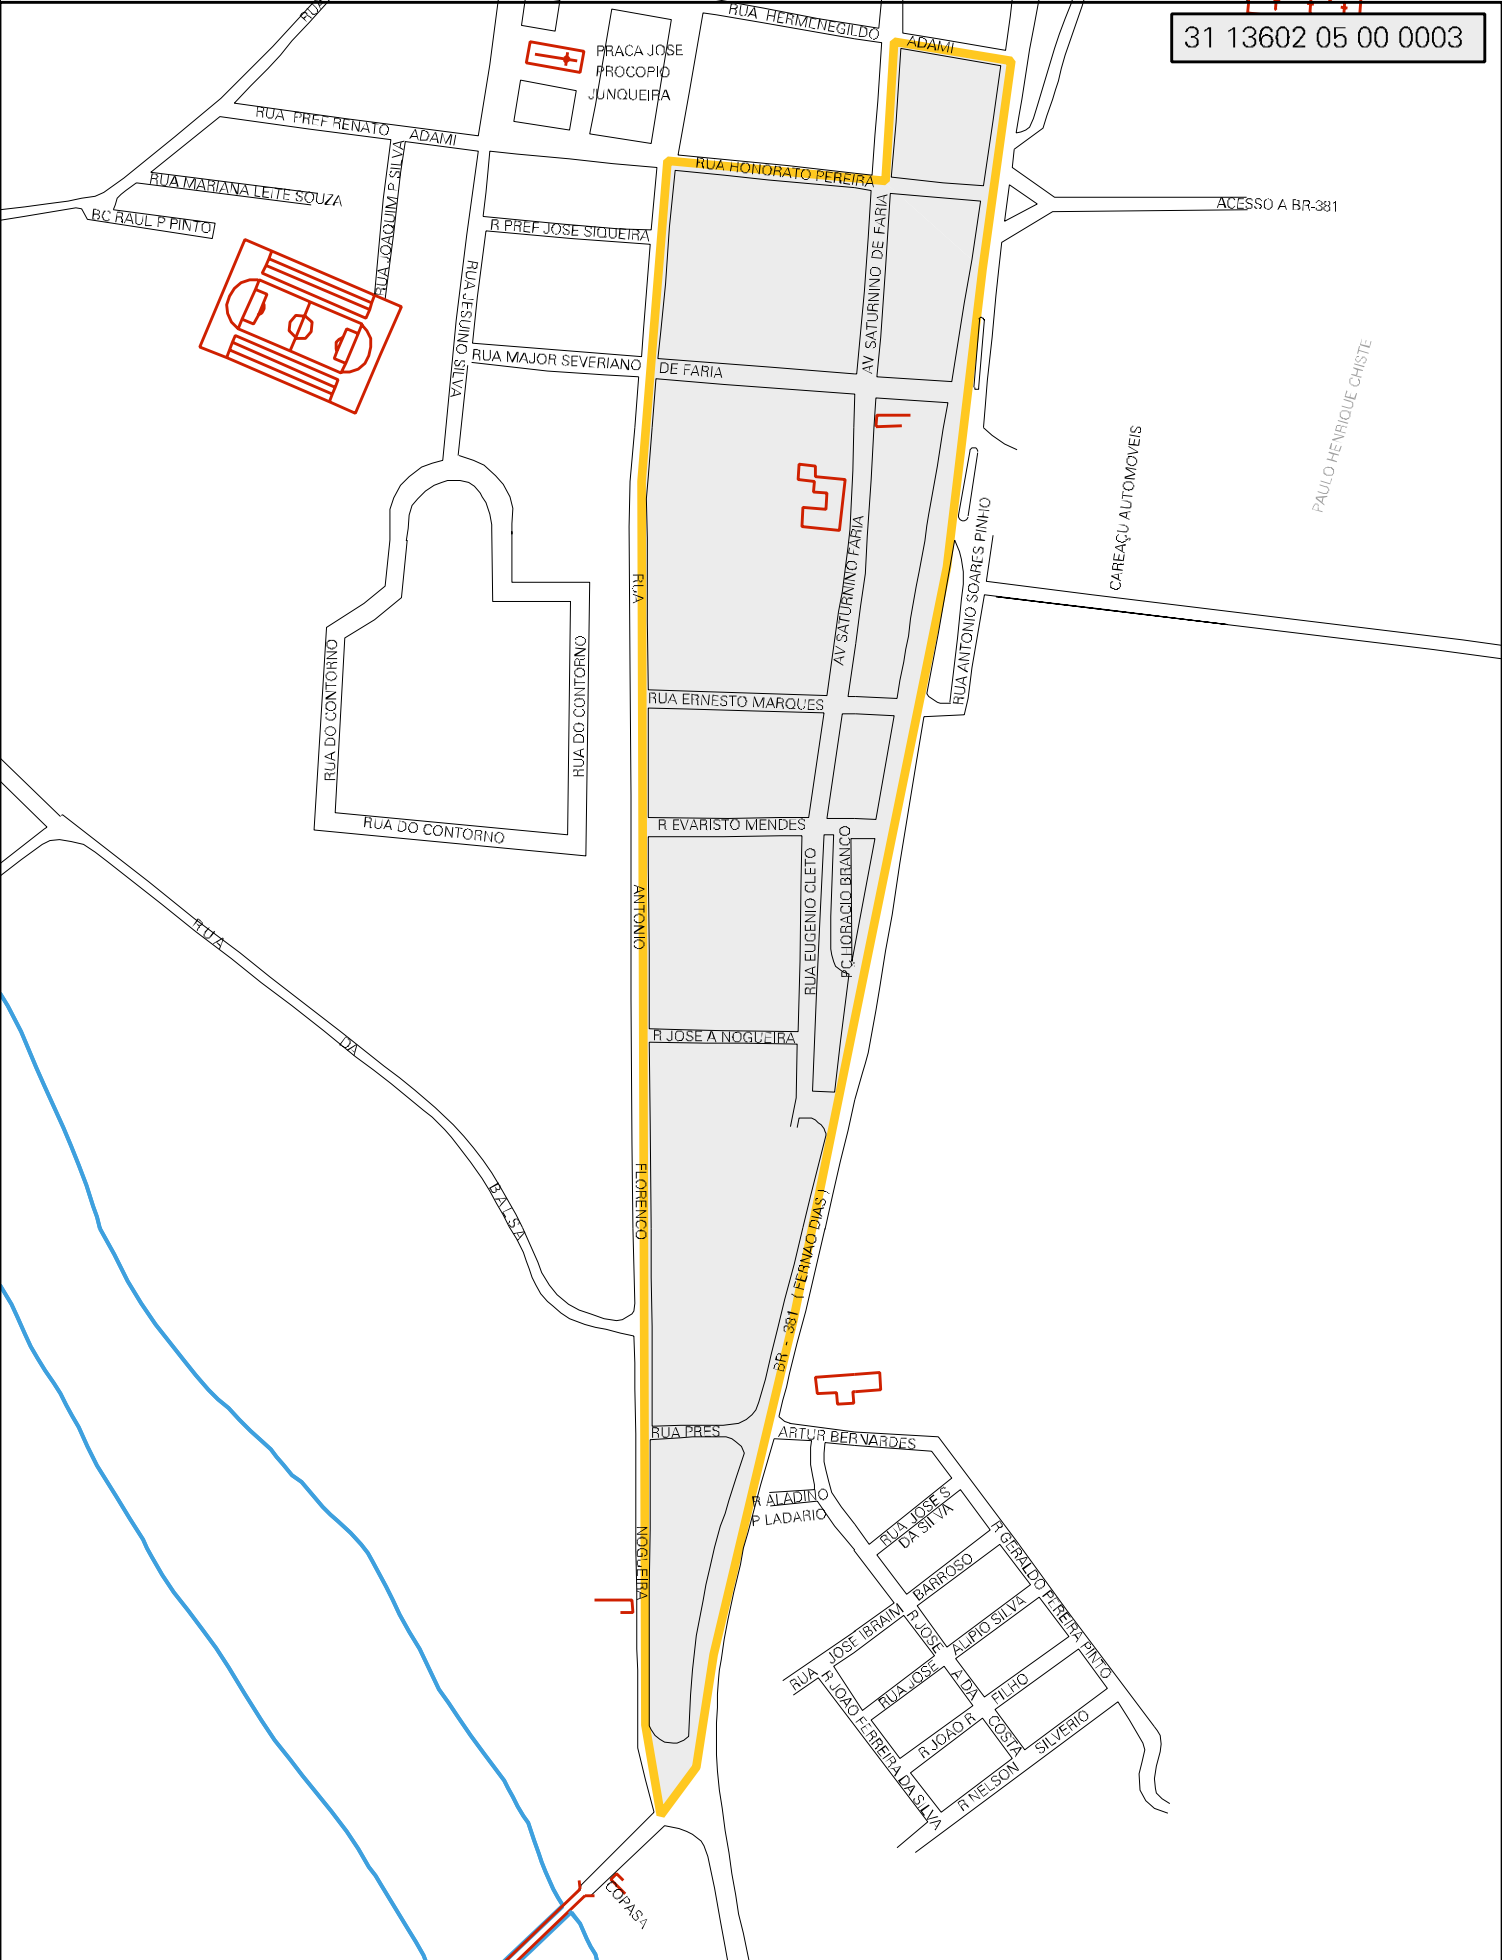 RUA
RUA HERMENEGILDO
ADAMI
31 13602 05 00 0003
PRACA JOSE
PROCOPIO
JUNQUEIRA
RUA PREF RENATO
ADAMI
RUA HONORATO PEREIRA
RUA MARIANA LEITE SOUZA
BC RAUL P PINTO
RUA JOAQUIM P SILVA
R PREF JOSE SIQUEIRA
ACESSO A BR-381
RUA JESUINO SILVA
AV SATURNINO DE FARIA
RUA MAJOR SEVERIANO
DE FARIA
PAULO HENRIQUE CHISTE
CAREAÇU AUTOMOVEIS
RUA ANTONIO SOARES PINHO
AV SATURNINO FARIA
RUA
RUA DO CONTORNO
RUA DO CONTORNO
RUA DO CONTORNO
RUA ERNESTO MARQUES
R EVARISTO MENDES
RUA EUGENIO CLETO
PÇ HORACIO BRANCO
ANTONIO
RUA
DA
BALSA
R JOSE A NOGUEIRA
FLORENCO
BR - 381 ( FERNAO DIAS )
RUA PRES
ARTUR BERNARDES
R ALADINO
P LADARIO
NOGUEIRA
RUA JOSE S
DA SILVA
R GERALDO PEREIRA PINTO
BARROSO
RUA JOSE IBRAIM
R JOSE
ALIPIO SILVA
RUA JOSE
A DA
FILHO
R JOAO FERREIRA DA SILVA
R JOAO R
COSTA
SILVERIO
R NELSON
COPASA